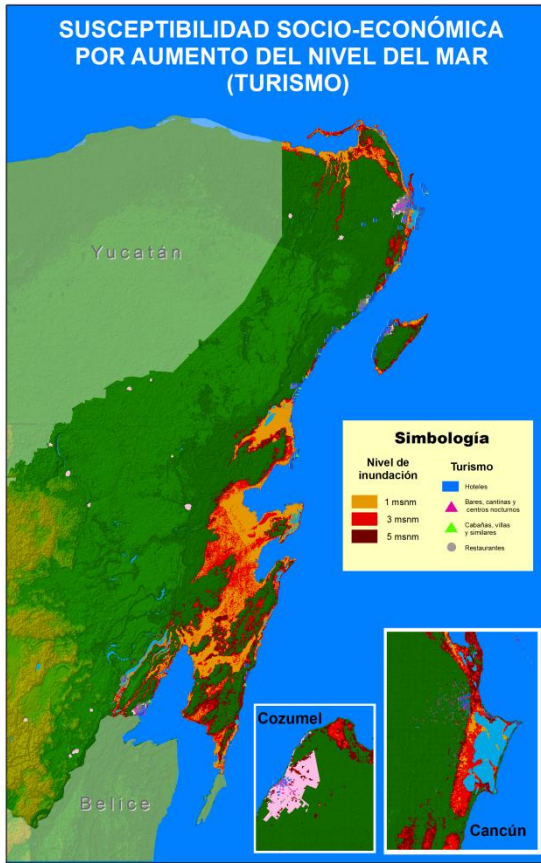 SUSCEPTIBILIDAD SOCIO-ECONÓMICA
POR AUMENTO DEL NIVEL DEL MAR
(TURISMO)
Yucatán
Simbología
Nivel de
inundación
1 msnm
3 msnm
5 msnm
Turismo
Hoteles
Bares, cantinas y
centros nocturnos
Cabañas, villas
y similares
Restaurantes
Cozumel
Cancún
Belice